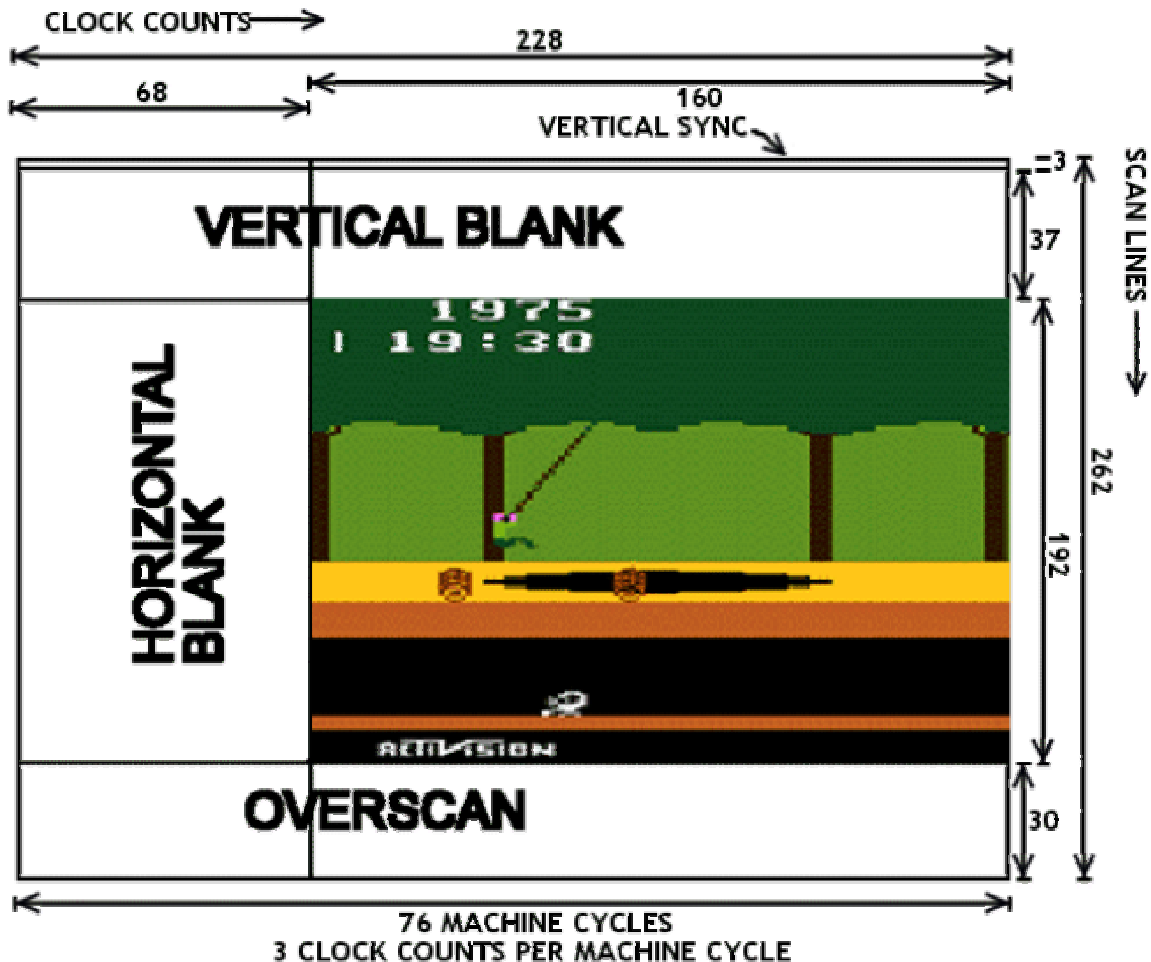 CLOCK COUNTS
228
68
160
VERTICAL SYNC
=3
SCAN LINES
VERTICAL BLANK
37
1975
19:30
HORIZONTAL
BLANK
262
192
ACTIVISION
OVERSCAN
30
76 MACHINE CYCLES
3 CLOCK COUNTS PER MACHINE CYCLE